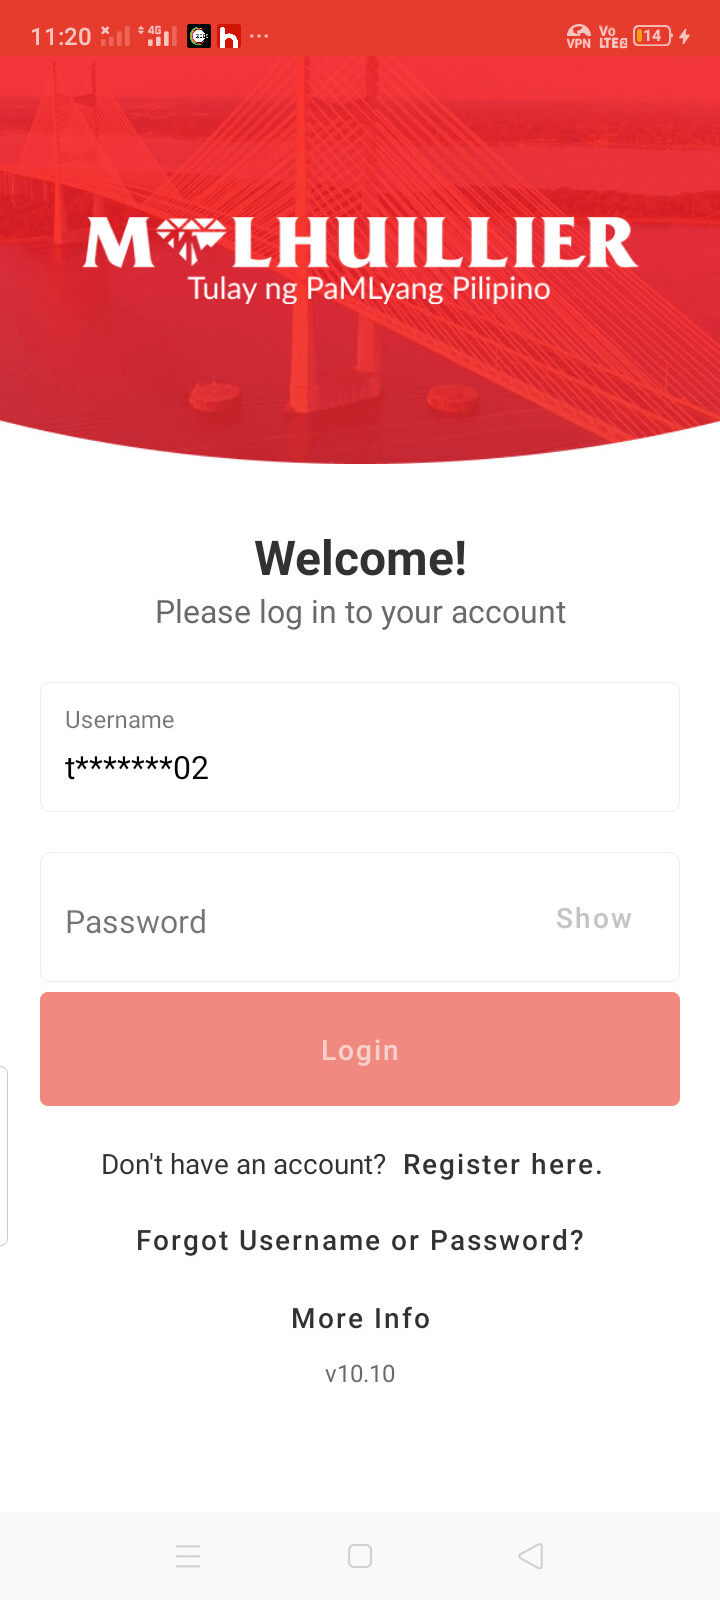 11:20 4G VPN Vo LTE2 14
M LHUILLIER
Tulay ng PaMLyang Pilipino
Welcome!
Please log in to your account
Username
t*******02
Password Show
Login
Don't have an account? Register here.
Forgot Username or Password?
More Info
v10.10